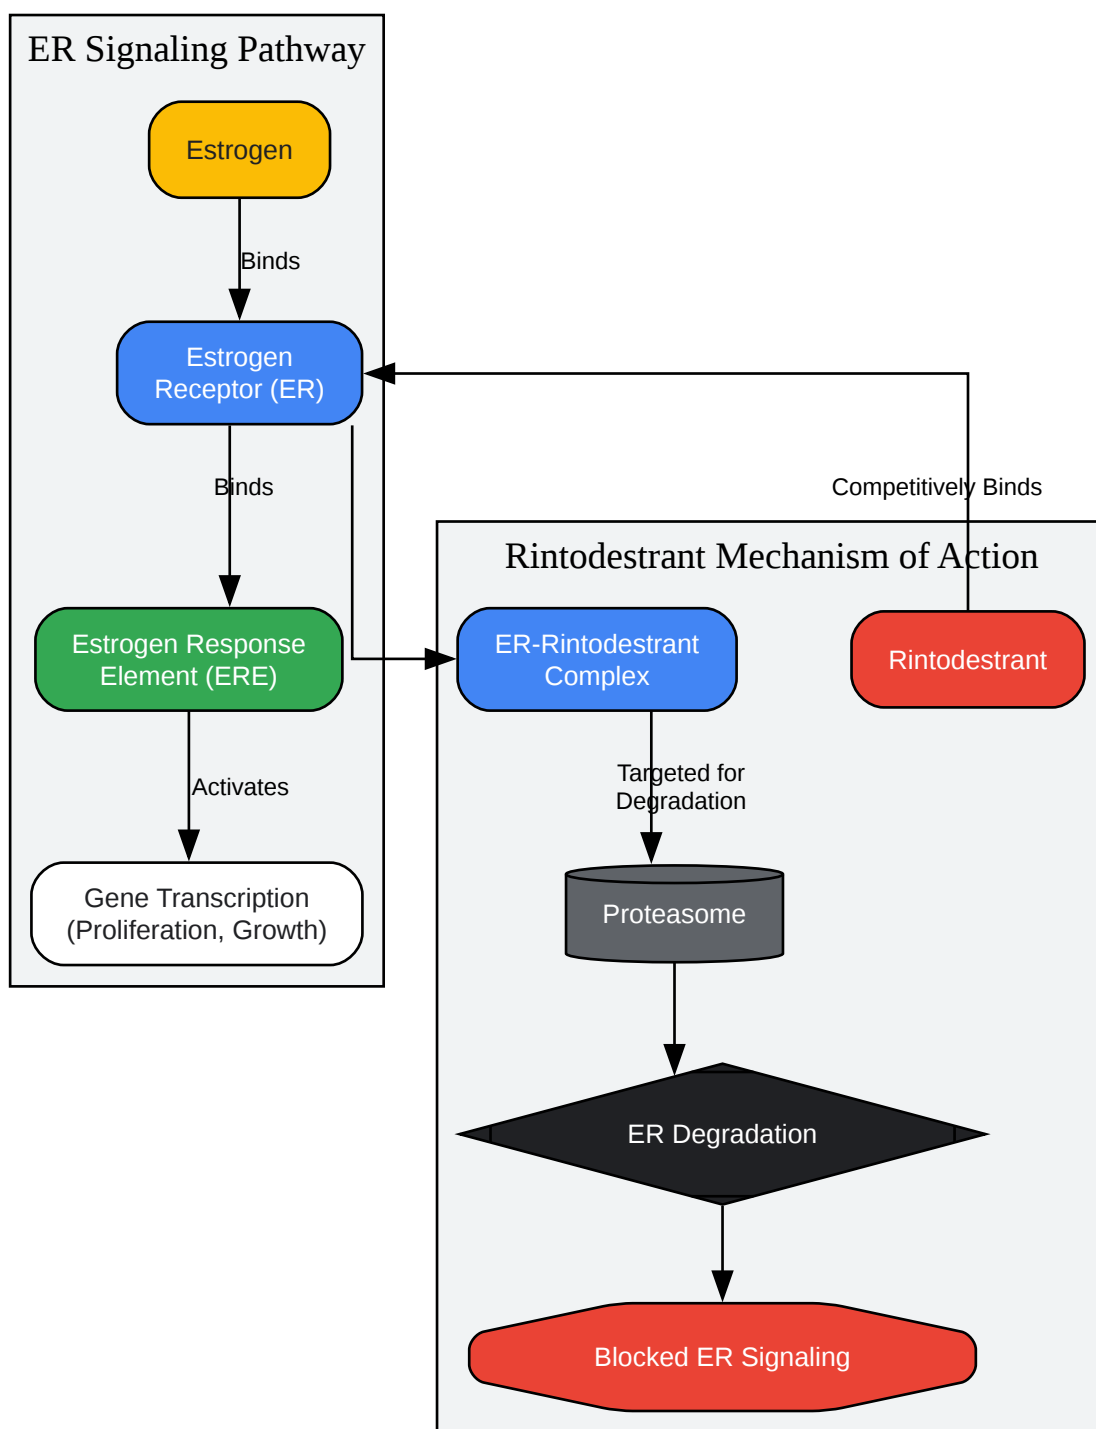 ER Signaling Pathway
Estrogen
Binds
Estrogen
Receptor (ER)
Binds
Competitively Binds
Rintodestrant Mechanism of Action
Estrogen Response
Element (ERE)
ER-Rintodestrant
Complex
Rintodestrant
Activates
Targeted for
Degradation
Gene Transcription
(Proliferation, Growth)
Proteasome
ER Degradation
Blocked ER Signaling